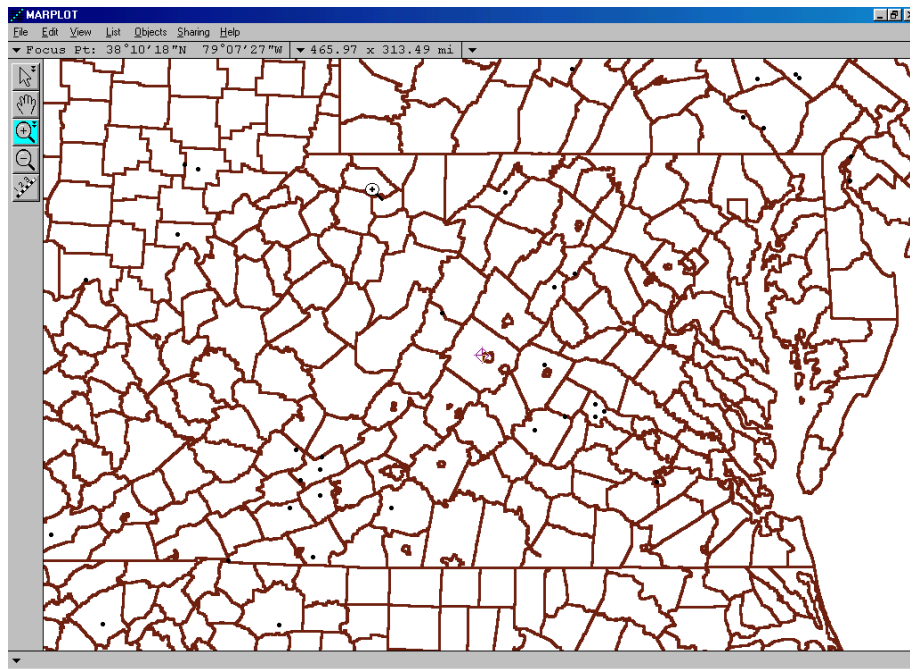 MARPLOT
File Edit View List Objects Sharing Help
Focus Pt: 38°10'18"N 79°07'27"W 465.97 x 313.49 mi